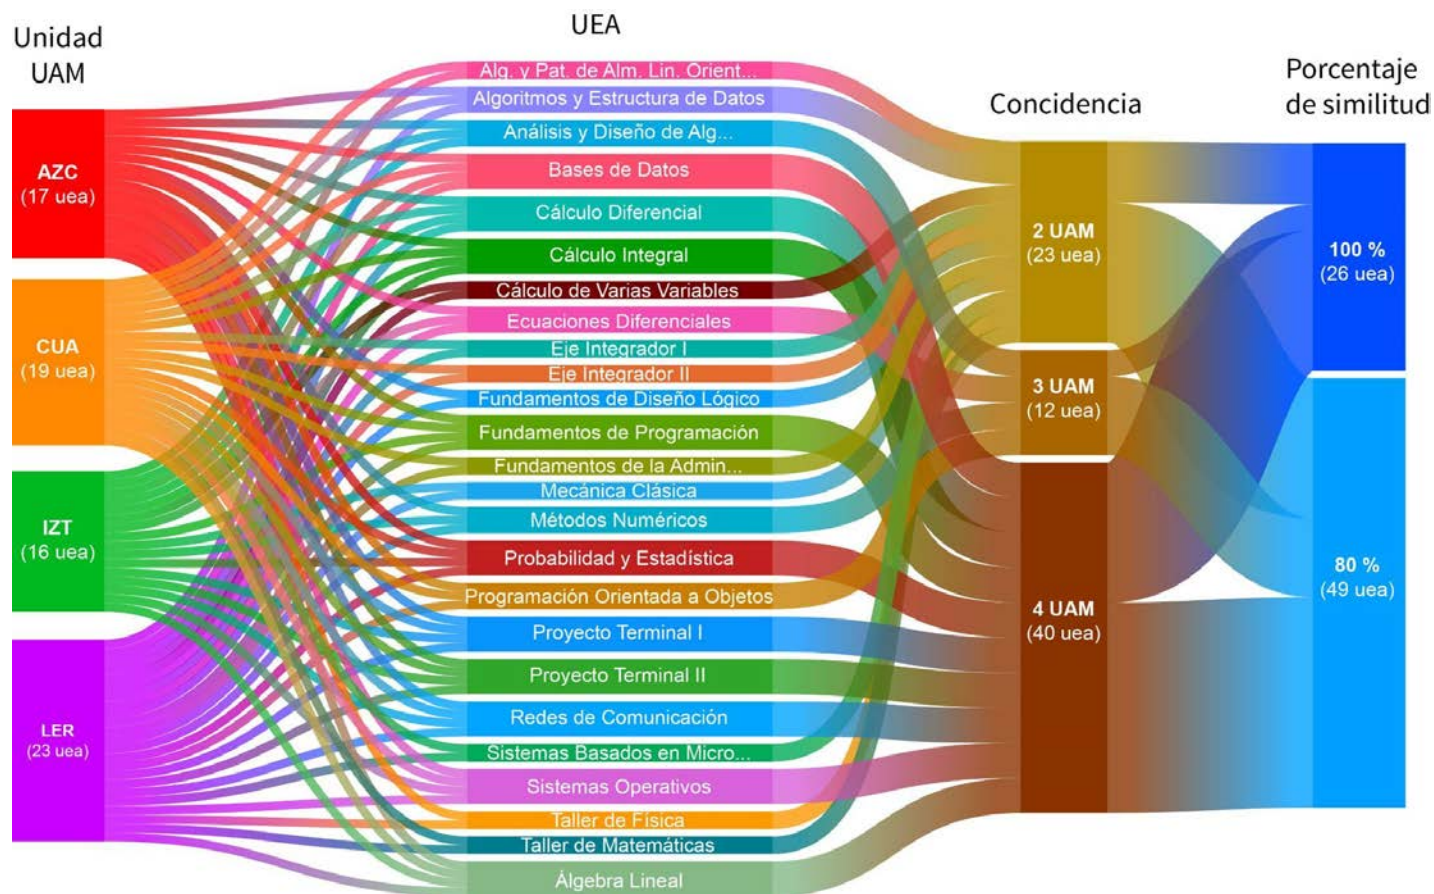 Unidad
UAM
UEA
Concidencia
Porcentaje
de similitud
AZC
(17 uea)
CUA
(19 uea)
IZT
(16 uea)
LER
(23 uea)
Alg. y Pat. de Alm. Lin. Orient...
Algoritmos y Estructura de Datos
Análisis y Diseño de Alg...
Bases de Datos
Cálculo Diferencial
Cálculo Integral
Cálculo de Varias Variables
Ecuaciones Diferenciales
Eje Integrador I
Eje Integrador II
Fundamentos de Diseño Lógico
Fundamentos de Programación
Fundamentos de la Admin...
Mecánica Clásica
Métodos Numéricos
Probabilidad y Estadística
Programación Orientada a Objetos
Proyecto Terminal I
Proyecto Terminal II
Redes de Comunicación
Sistemas Basados en Micro...
Sistemas Operativos
Taller de Física
Taller de Matemáticas
Álgebra Lineal
2 UAM
(23 uea)
3 UAM
(12 uea)
4 UAM
(40 uea)
100 %
(26 uea)
80 %
(49 uea)